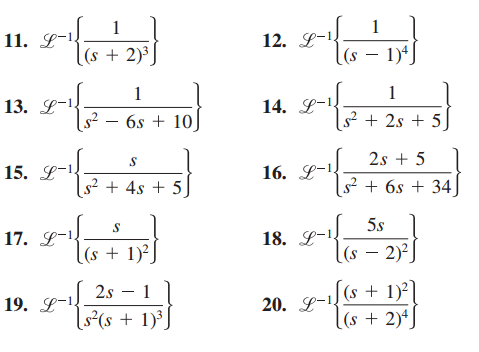 11. ℒ⁻¹{1/(s + 2)³} 12. ℒ⁻¹{1/(s − 1)⁴}
13. ℒ⁻¹{1/(s² − 6s + 10)} 14. ℒ⁻¹{1/(s² + 2s + 5)}
15. ℒ⁻¹{s/(s² + 4s + 5)} 16. ℒ⁻¹{(2s + 5)/(s² + 6s + 34)}
17. ℒ⁻¹{s/(s + 1)²} 18. ℒ⁻¹{5s/(s − 2)²}
19. ℒ⁻¹{(2s − 1)/(s²(s + 1)³)} 20. ℒ⁻¹{(s + 1)²/(s + 2)⁴}